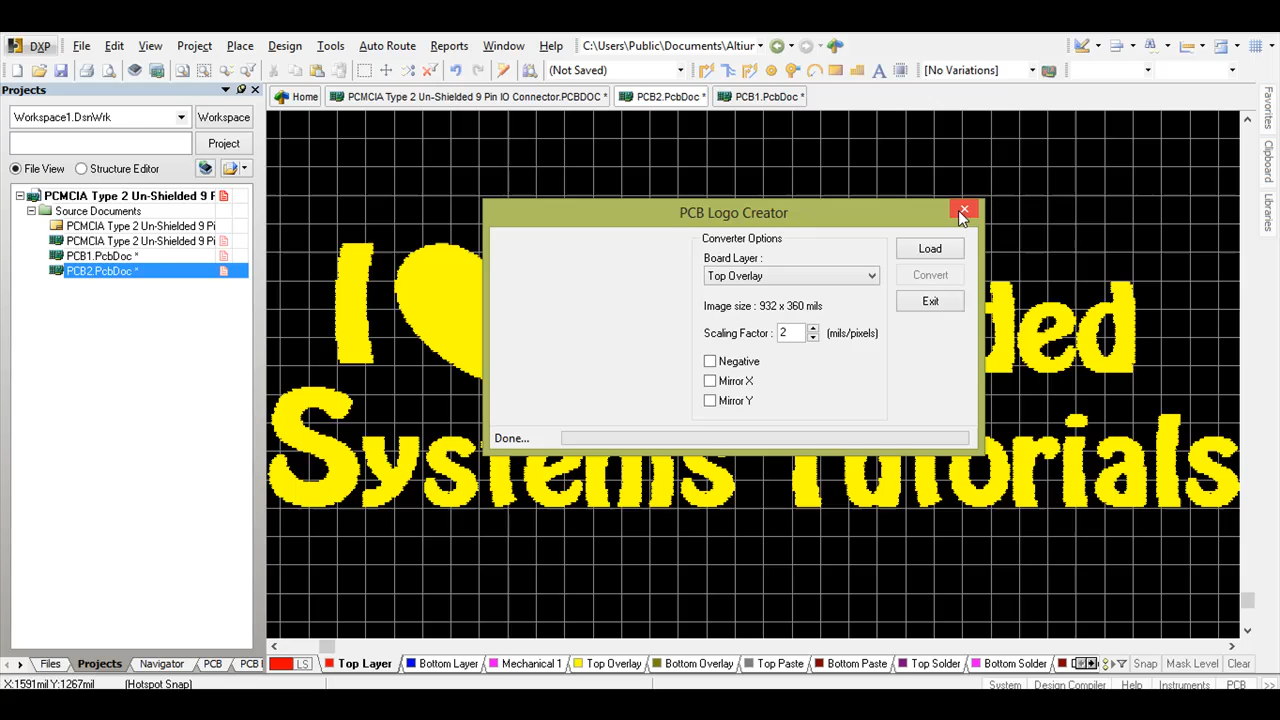 DXP File Edit View Project Place Design Tools Auto Route Reports Window Help C:\Users\Public\Documents\Altiur
(Not Saved) [No Variations]
Projects
Home PCMCIA Type 2 Un-Shielded 9 Pin IO Connector.PCBDOC * PCB2.PcbDoc * PCB1.PcbDoc *
Workspace1.DsnWrk Workspace
Project
File View Structure Editor
PCMCIA Type 2 Un-Shielded 9 P
Source Documents
PCMCIA Type 2 Un-Shielded 9 Pi
PCMCIA Type 2 Un-Shielded 9 Pi
PCB1.PcbDoc *
PCB2.PcbDoc *
PCB Logo Creator
Converter Options
Board Layer :
Top Overlay
Image size : 932 x 360 mils
Scaling Factor : 2 (mils/pixels)
Negative
Mirror X
Mirror Y
Load
Convert
Exit
Done...
I ded
Systems Tutorials
Favorites
Clipboard
Libraries
Files Projects Navigator PCB PCB
LS Top Layer Bottom Layer Mechanical 1 Top Overlay Bottom Overlay Top Paste Bottom Paste Top Solder Bottom Solder Snap Mask Level Clear
X:1591mil Y:1267mil (Hotspot Snap) System Design Compiler Help Instruments PCB >>